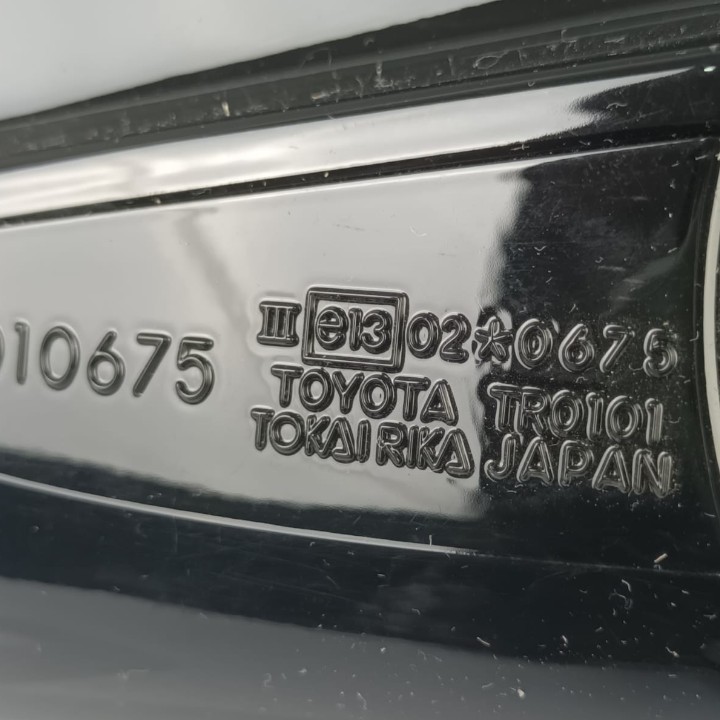 010675
III e13 02*0675
TOYOTA TR0101
TOKAI RIKA JAPAN